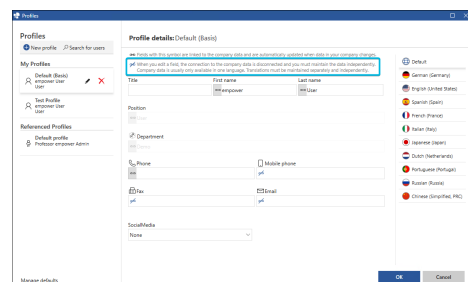 Profiles
Profiles
New profile
Search for users
My Profiles
Default (Basis)
empower User
User
Test Profile
empower User
User
Referenced Profiles
Default profile
Professor empower Admin
Manage defaults
Profile details: Default (Basis)
Fields with this symbol are linked to the company data and are automatically updated when data in your company changes.
When you edit a field, the connection to the company data is disconnected and you must maintain the data independently.
Company data is usually only available in one language. Translations must be maintained separately and independently.
Title
First name
Last name
empower
User
Position
Department
Phone
Mobile phone
Fax
Email
SocialMedia
None
Default
German (Germany)
English (United States)
Spanish (Spain)
French (France)
Italian (Italy)
Japanese (Japan)
Dutch (Netherlands)
Portuguese (Portugal)
Russian (Russia)
Chinese (Simplified, PRC)
OK
Cancel